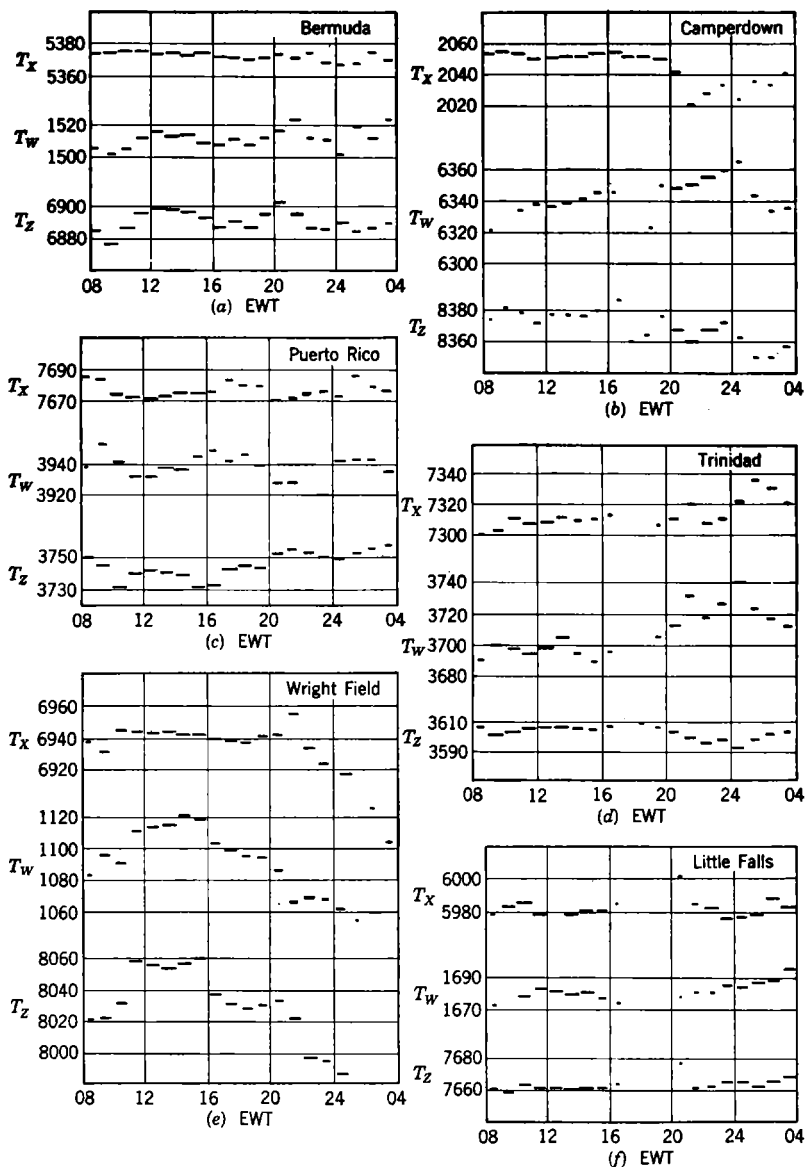 Bermuda
5380
T_X
5360
1520
T_W
1500
6900
T_Z
6880
08 12 16 20 24 04
(a) EWT
Camperdown
2060
T_X
2040
2020
6360
6340
T_W
6320
6300
8380
T_Z
8360
08 12 16 20 24 04
(b) EWT
Puerto Rico
7690
T_X
7670
3940
T_W
3920
3750
T_Z
3730
08 12 16 20 24 04
(c) EWT
Trinidad
7340
T_X
7320
7300
3740
3720
T_W
3700
3680
3610
T_Z
3590
08 12 16 20 24 04
(d) EWT
Wright Field
6960
T_X
6940
6920
1120
T_W
1100
1080
1060
8060
8040
T_Z
8020
8000
08 12 16 20 24 04
(e) EWT
Little Falls
6000
T_X
5980
1690
T_W
1670
7680
T_Z
7660
08 12 16 20 24 04
(f) EWT